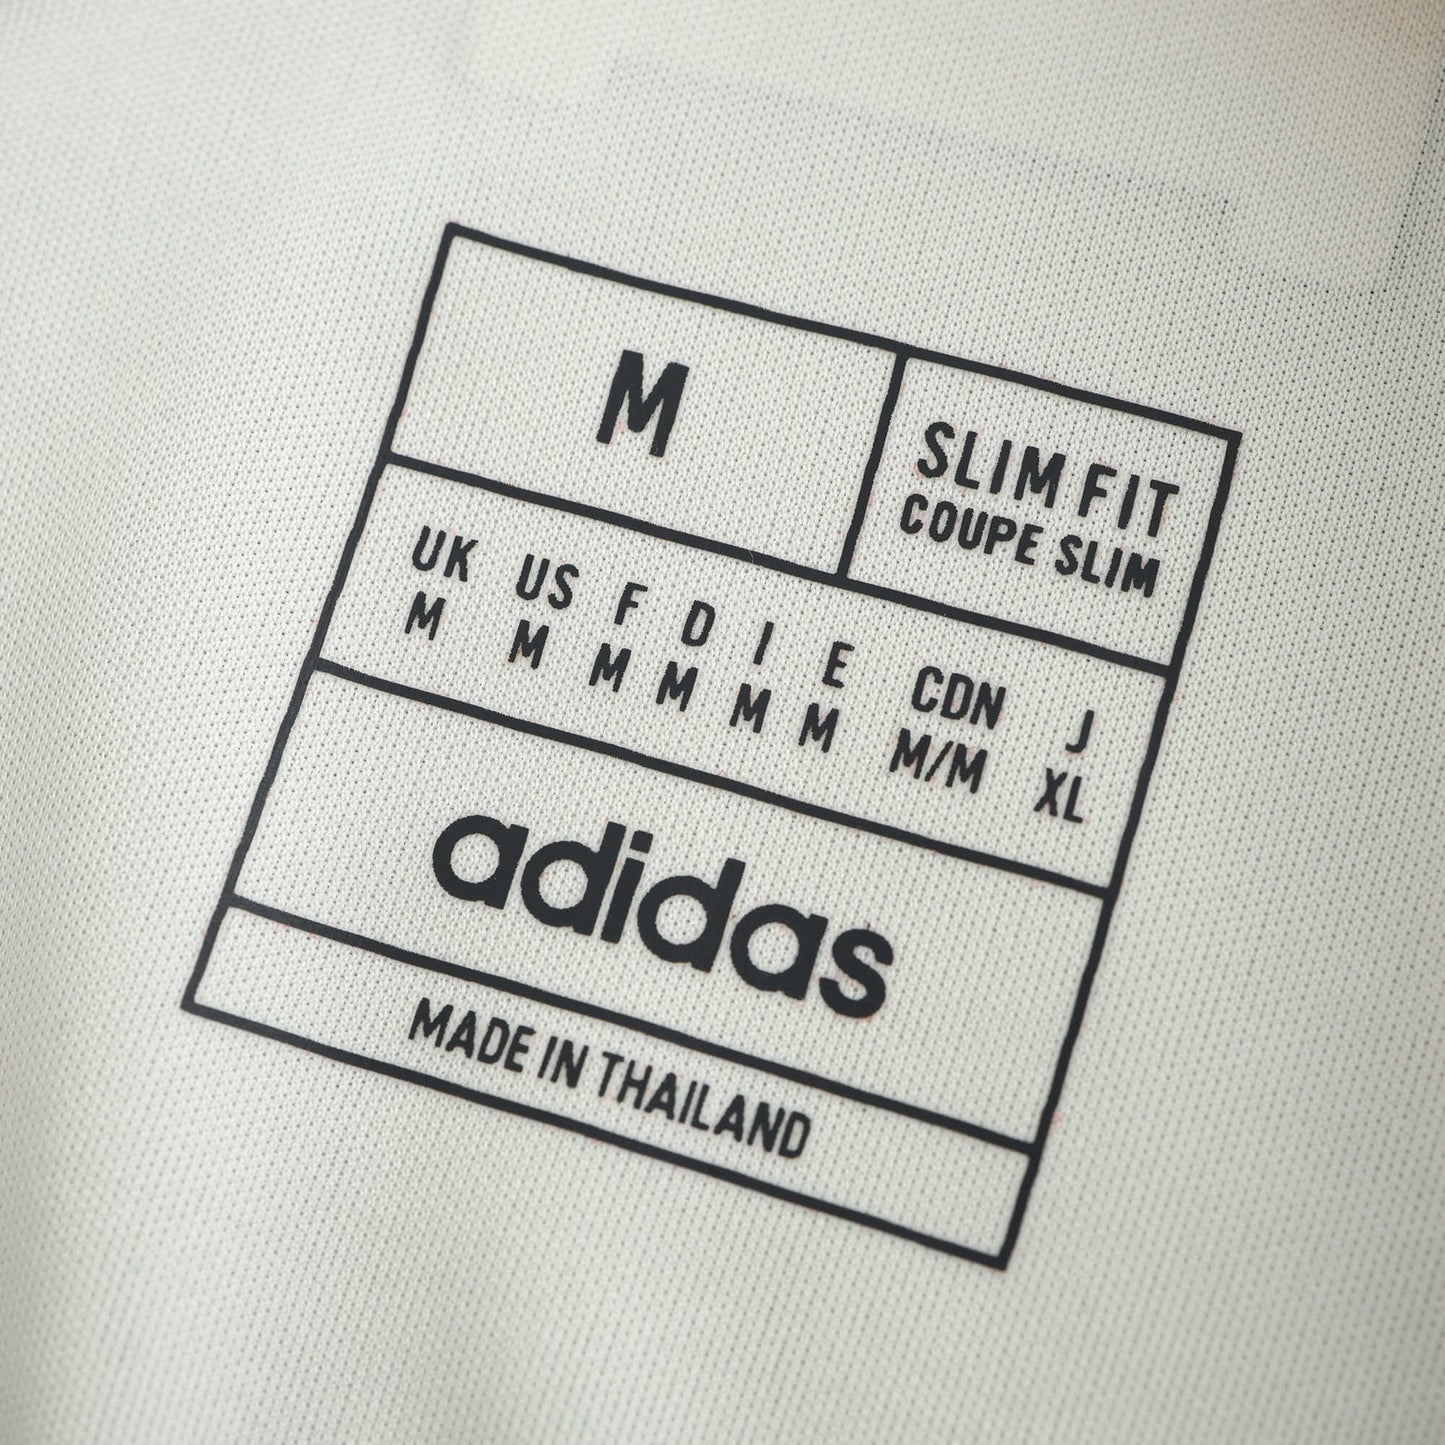 M
SLIM FIT
COUPE SLIM
UK US F D I E CDN J
M M M M M M M/M XL
adidas
MADE IN THAILAND